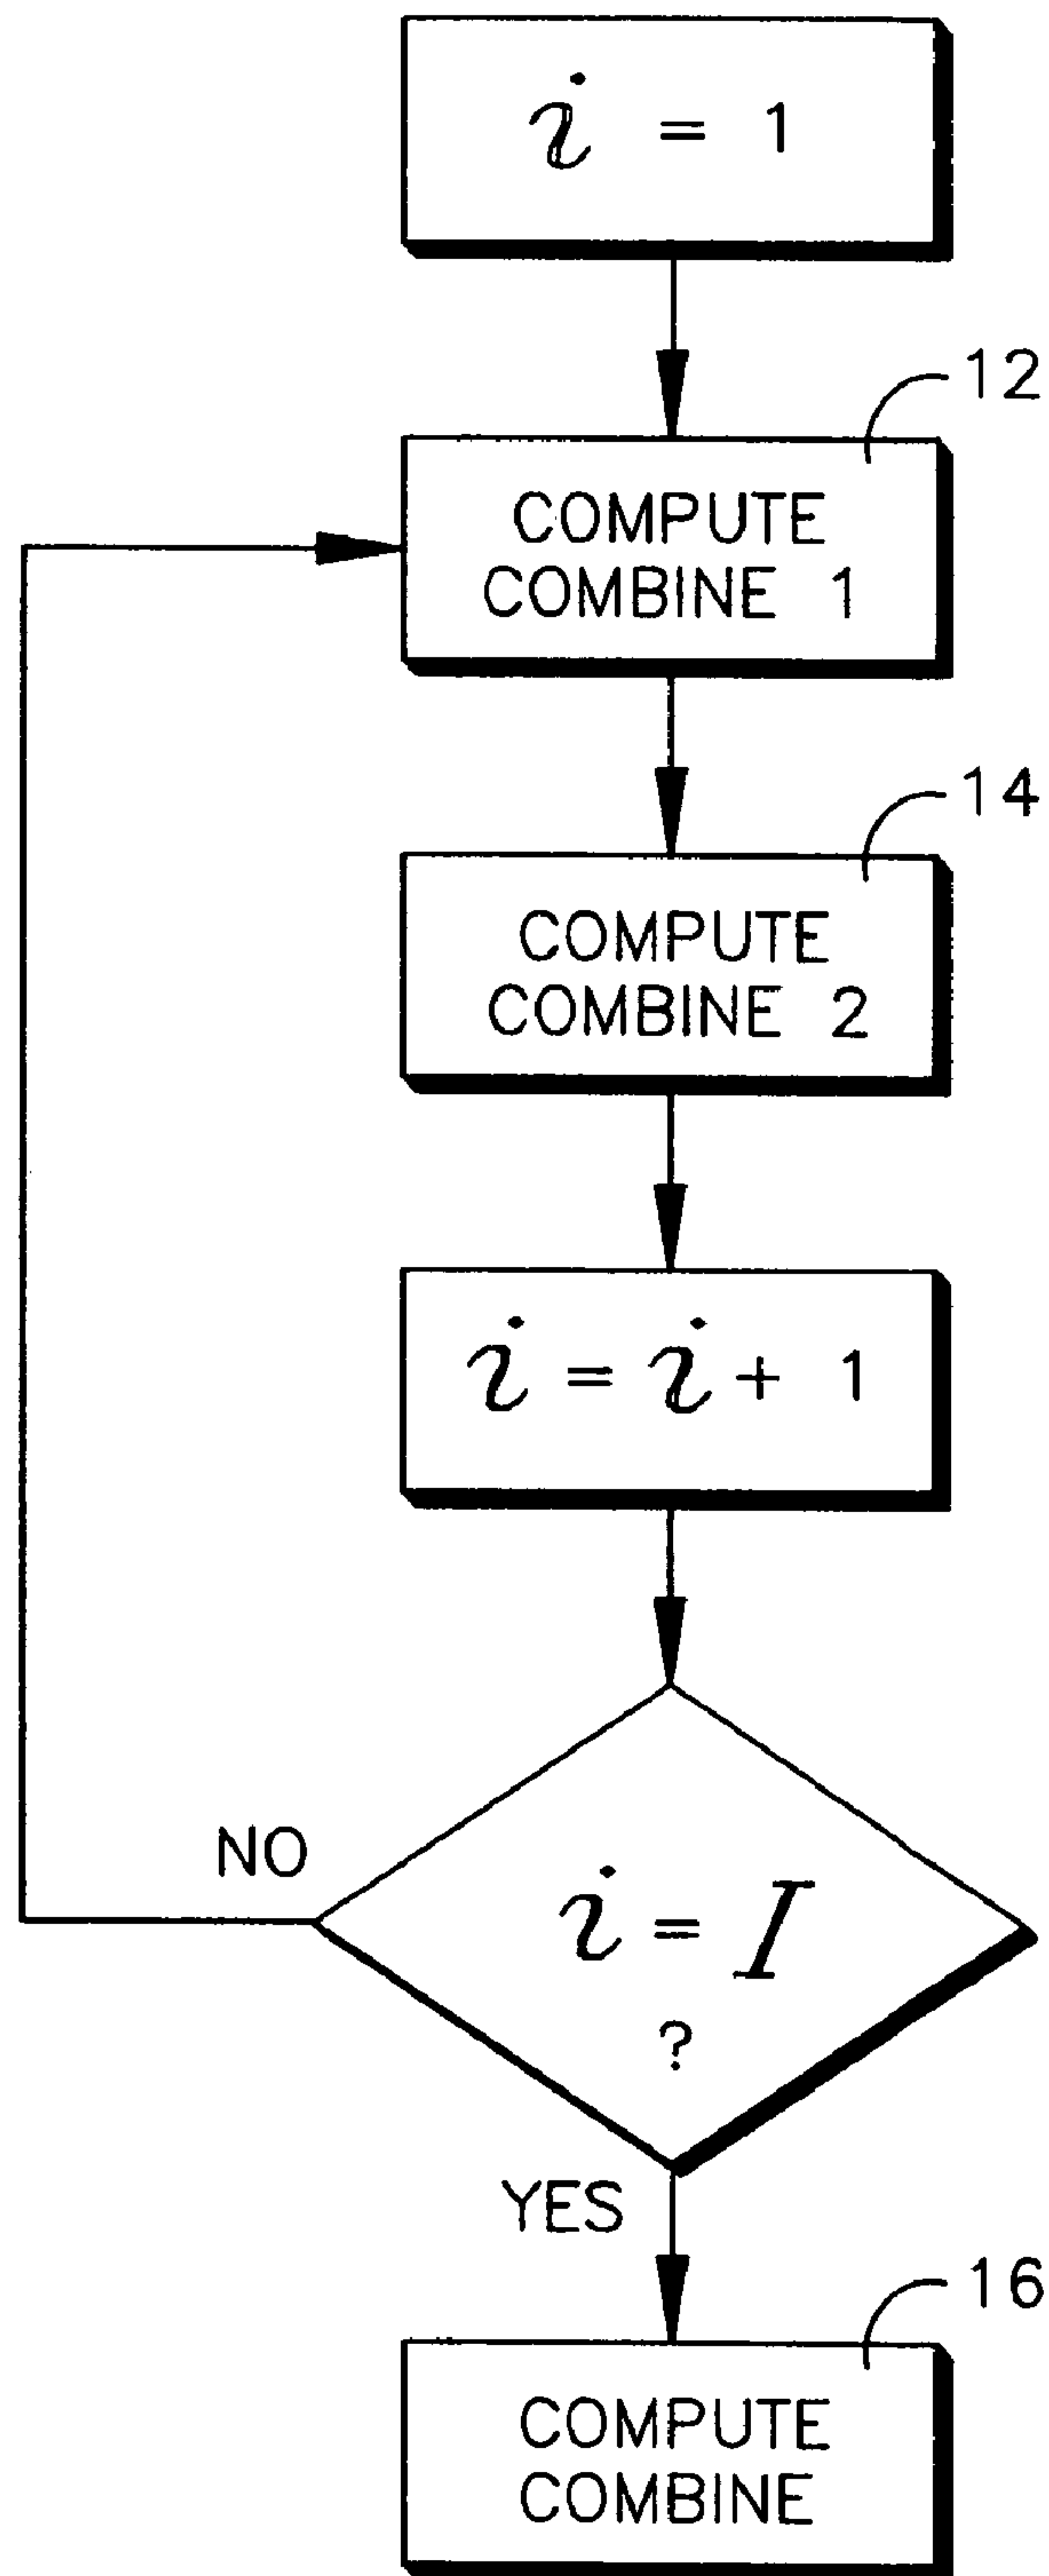 i = 1
12
COMPUTE
COMBINE 1
14
COMPUTE
COMBINE 2
i = i + 1
NO
i = I
?
YES
16
COMPUTE
COMBINE